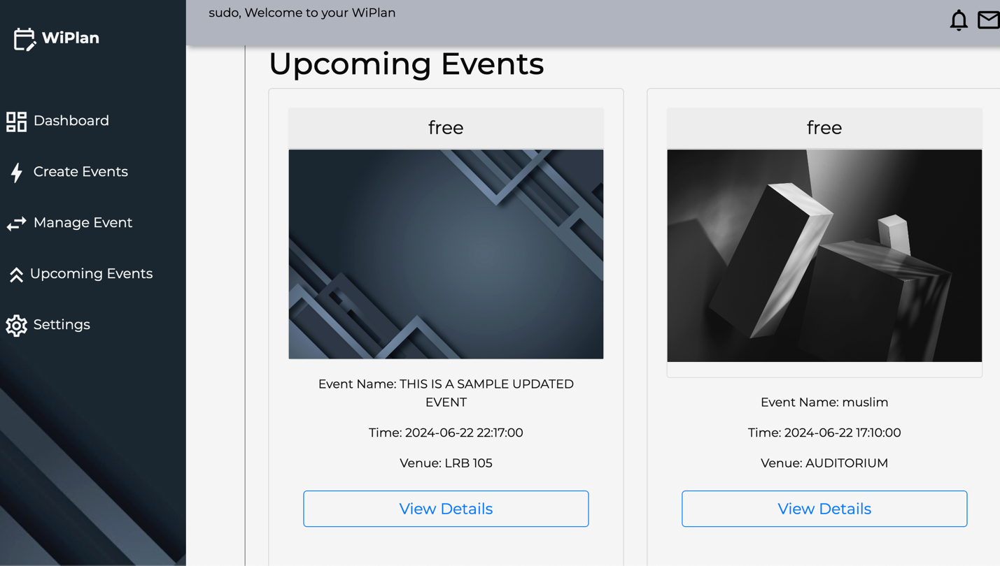 WiPlan
Dashboard
Create Events
Manage Event
Upcoming Events
Settings
sudo, Welcome to your WiPlan
Upcoming Events
free
Event Name: THIS IS A SAMPLE UPDATED
EVENT
Time: 2024-06-22 22:17:00
Venue: LRB 105
View Details
free
Event Name: muslim
Time: 2024-06-22 17:10:00
Venue: AUDITORIUM
View Details